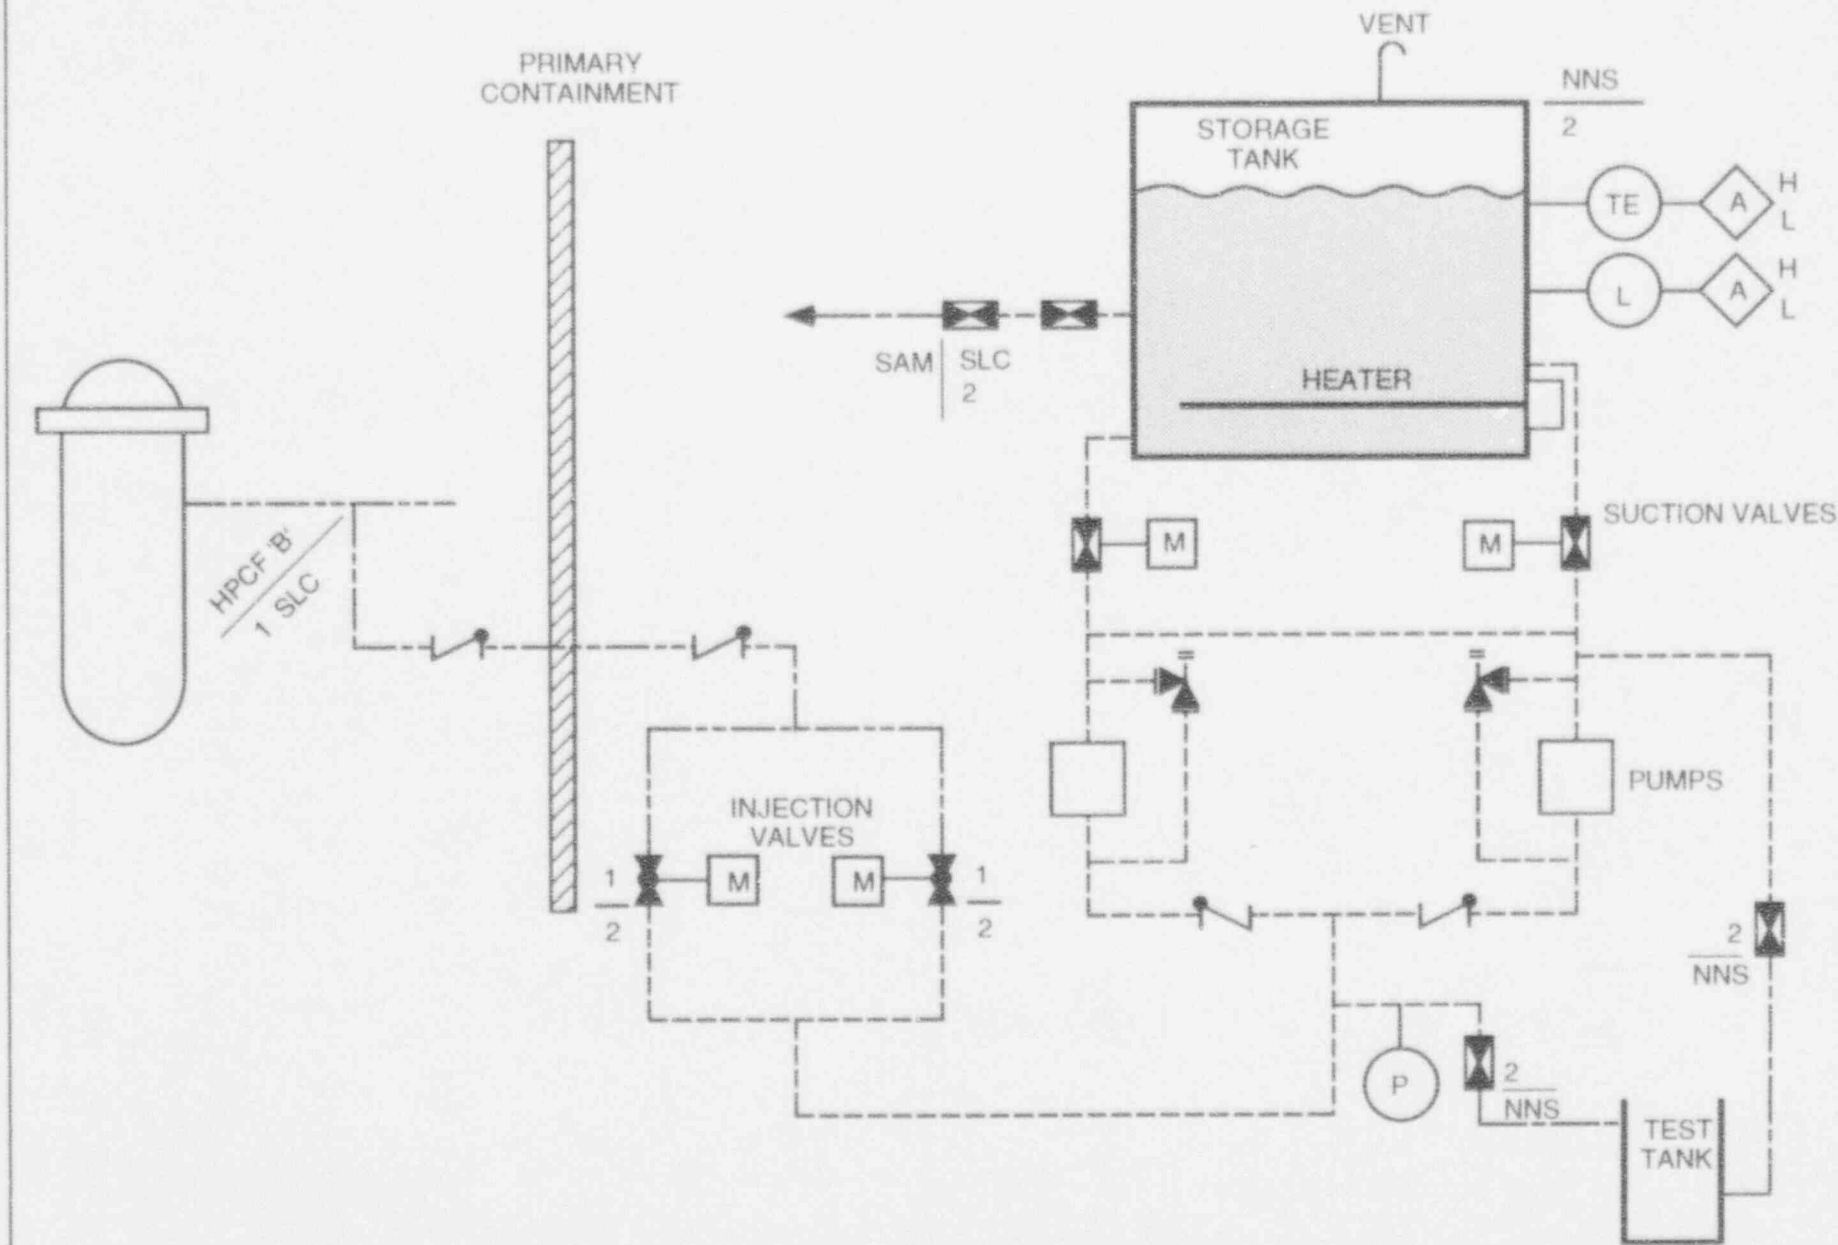 VENT
PRIMARY
CONTAINMENT
NNS
2
STORAGE
TANK
TE
A
H
L
L
A
H
L
SAM
SLC
2
HEATER
SUCTION VALVES
M
M
HPCF 'B'
1 SLC
PUMPS
INJECTION
VALVES
1
2
M
M
1
2
2
NNS
P
2
NNS
TEST
TANK